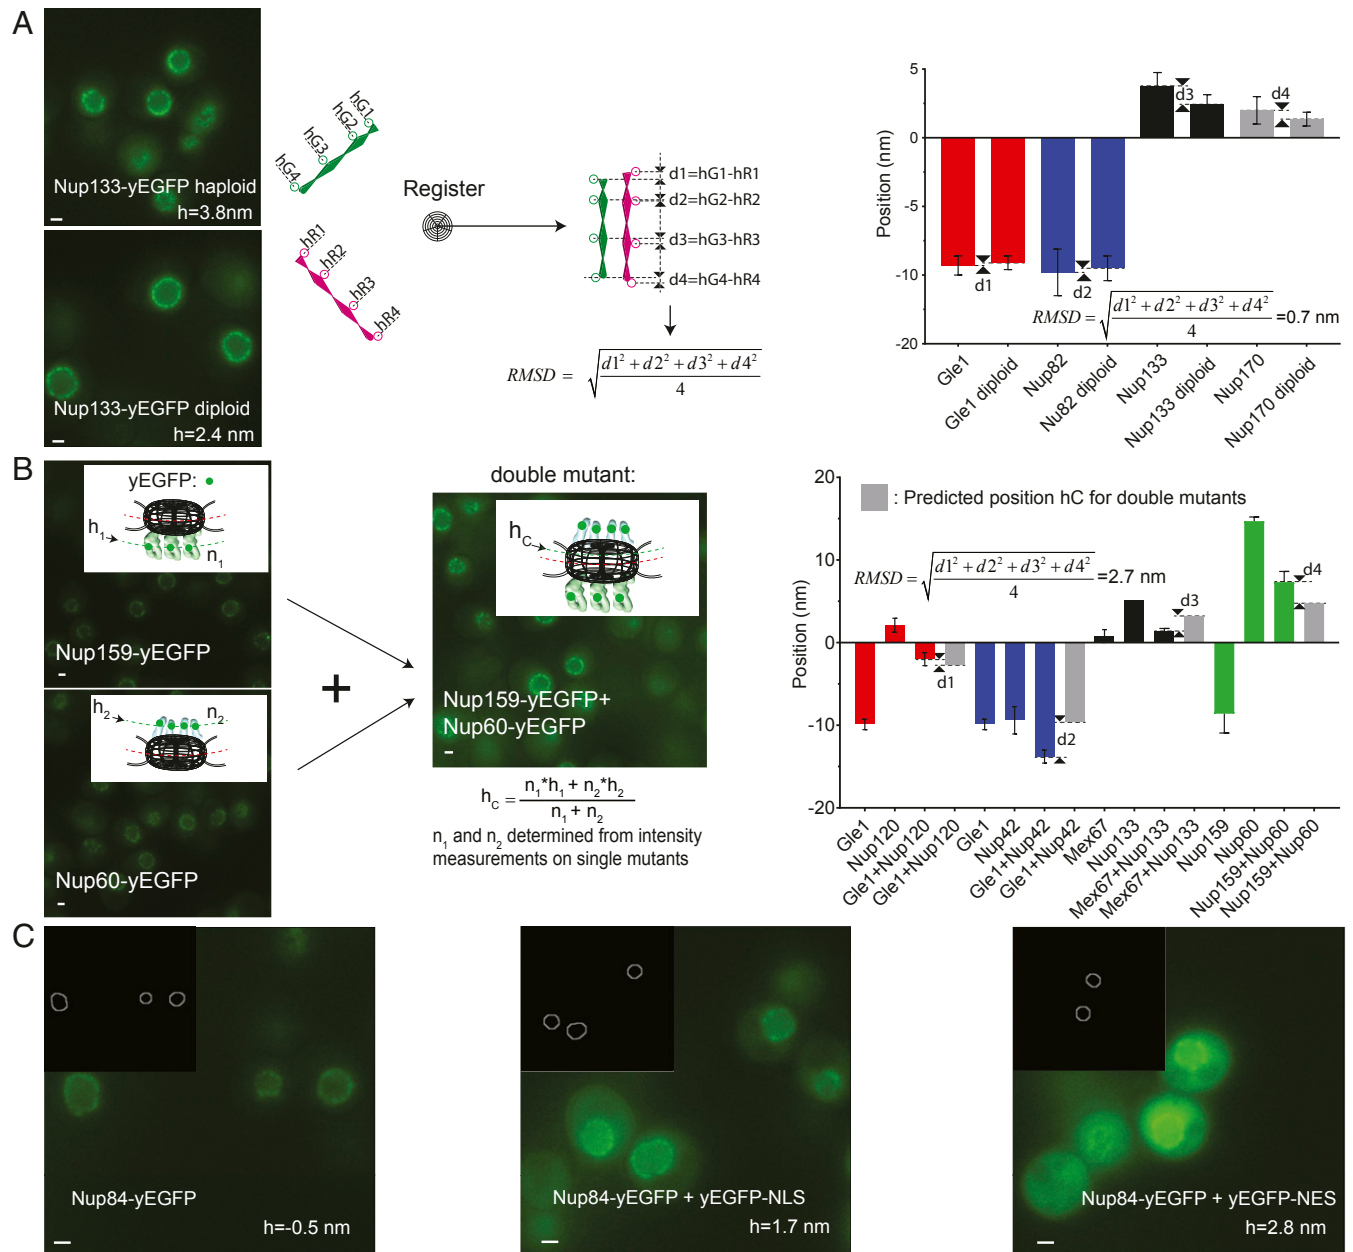 A
Nup133-yEGFP haploid
h=3.8nm
Nup133-yEGFP diploid
h=2.4 nm
hG1
hG2
hG3
hG4
hR1
hR2
hR3
hR4
Register
d1=hG1-hR1
d2=hG2-hR2
d3=hG3-hR3
d4=hG4-hR4
RMSD = √((d1² + d2² + d3² + d4²)/4)
Position (nm)
5
0
-5
-10
-20
d1
d2
d3
d4
RMSD = √((d1² + d2² + d3² + d4²)/4) =0.7 nm
Gle1
Gle1 diploid
Nup82
Nu82 diploid
Nup133
Nup133 diploid
Nup170
Nup170 diploid
B
yEGFP:
h₁
n₁
Nup159-yEGFP
h₂
n₂
Nup60-yEGFP
+
double mutant:
h_C
Nup159-yEGFP+
Nup60-yEGFP
h_C = (n₁*h₁ + n₂*h₂)/(n₁ + n₂)
n₁ and n₂ determined from intensity
measurements on single mutants
Position (nm)
20
10
0
-10
-20
: Predicted position hC for double mutants
RMSD = √((d1² + d2² + d3² + d4²)/4) =2.7 nm
d1
d2
d3
d4
Gle1
Nup120
Gle1+Nup120
Gle1+Nup120
Gle1
Nup42
Gle1+Nup42
Gle1+Nup42
Mex67
Nup133
Mex67+Nup133
Mex67+Nup133
Nup159
Nup60
Nup159+Nup60
Nup159+Nup60
C
Nup84-yEGFP
h=-0.5 nm
Nup84-yEGFP + yEGFP-NLS
h=1.7 nm
Nup84-yEGFP + yEGFP-NES
h=2.8 nm